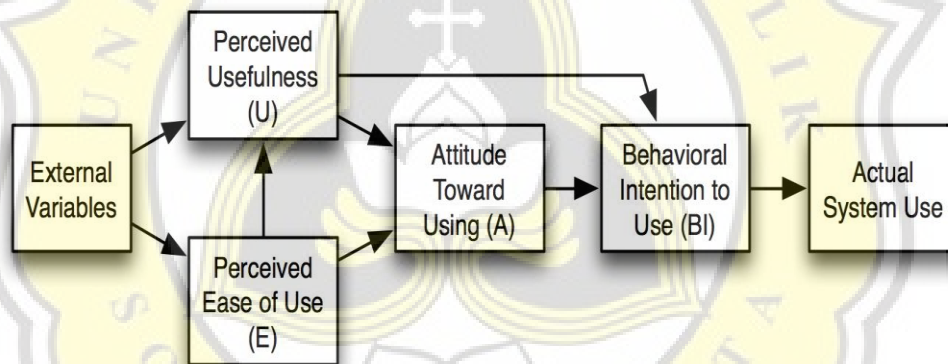 Perceived
Usefulness
(U)
External
Variables
Perceived
Ease of Use
(E)
Attitude
Toward
Using (A)
Behavioral
Intention to
Use (BI)
Actual
System Use